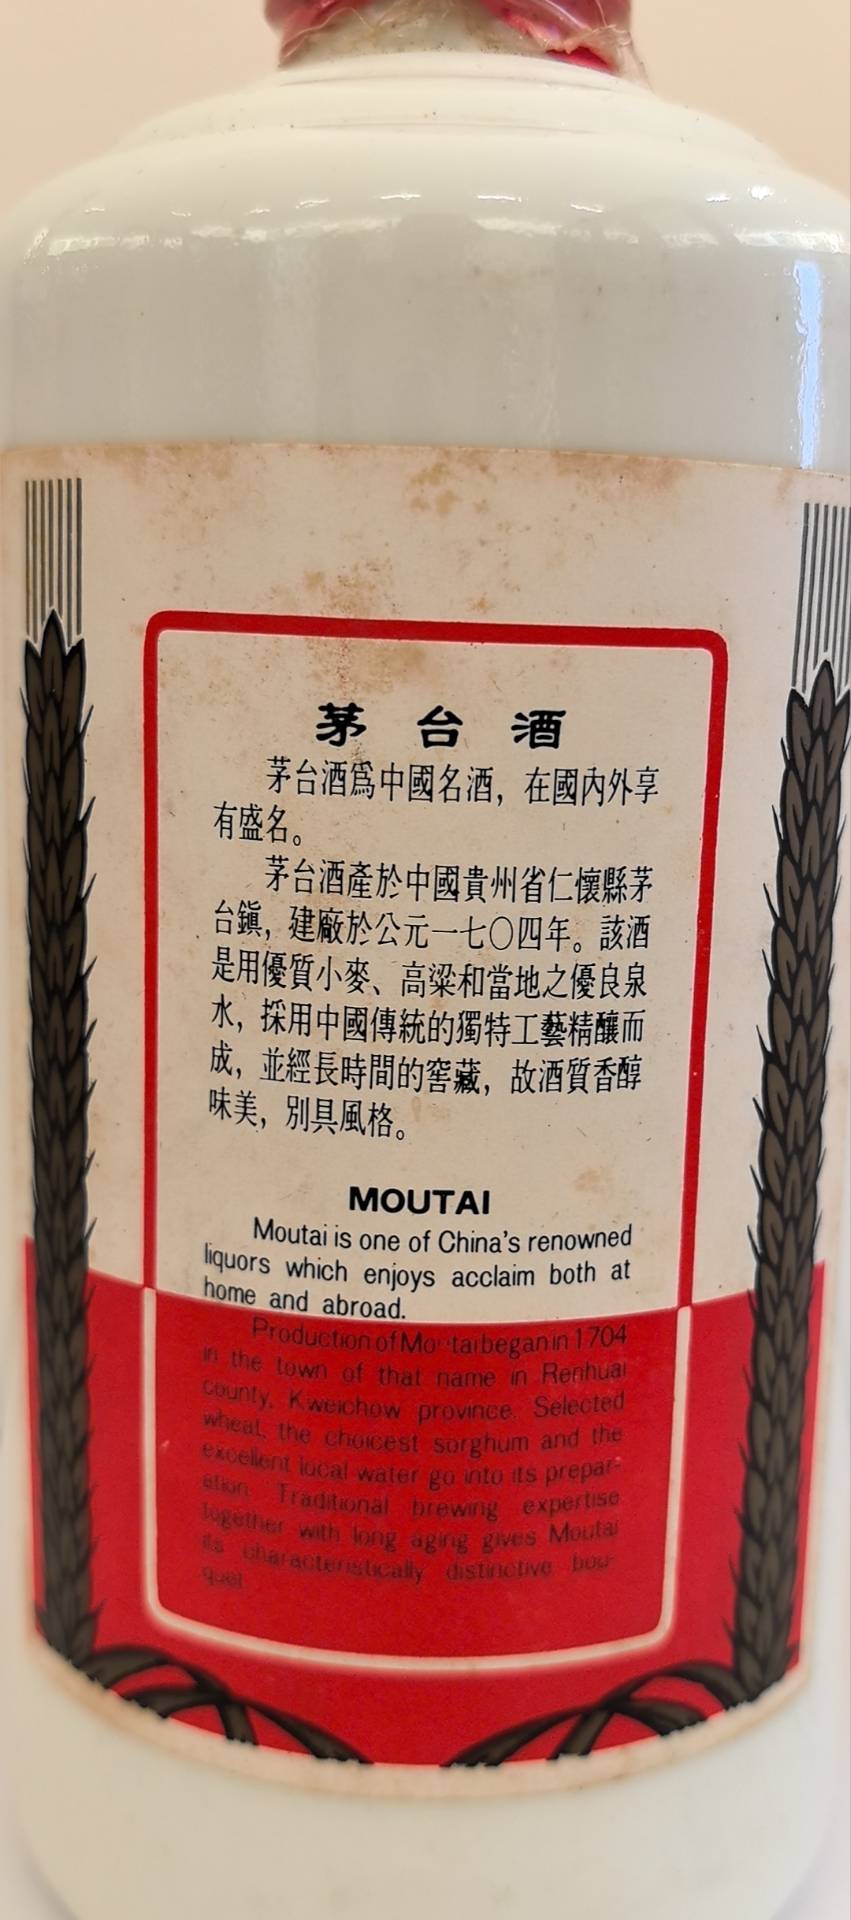 茅台酒
茅台酒爲中國名酒，在國内外享
有盛名。
茅台酒產於中國貴州省仁懷縣茅
台鎮，建廠於公元一七〇四年。該酒
是用優質小麥、高粱和當地之優良泉
水，採用中國傳統的獨特工藝精釀而
成，並經長時間的窖藏，故酒質香醇
味美，別具風格。
MOUTAI
Moutai is one of China's renowned
liquors which enjoys acclaim both at
home and abroad.
Production of Moutai began in 1704
in the town of that name in Renhuai
county, Kweichow province. Selected
wheat, the choicest sorghum and the
excellent local water go into its prepar-
ation. Traditional brewing expertise
together with long aging gives Moutai
its characteristically distinctive bou-
quet.